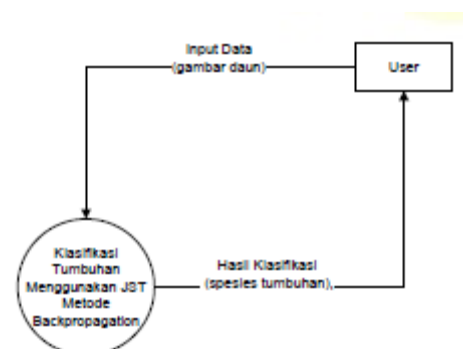 Input Data
(gambar daun)
User
Klasifikasi
Tumbuhan
Menggunakan JST
Metode
Backpropagation
Hasil Klasifikasi
(spesies tumbuhan),